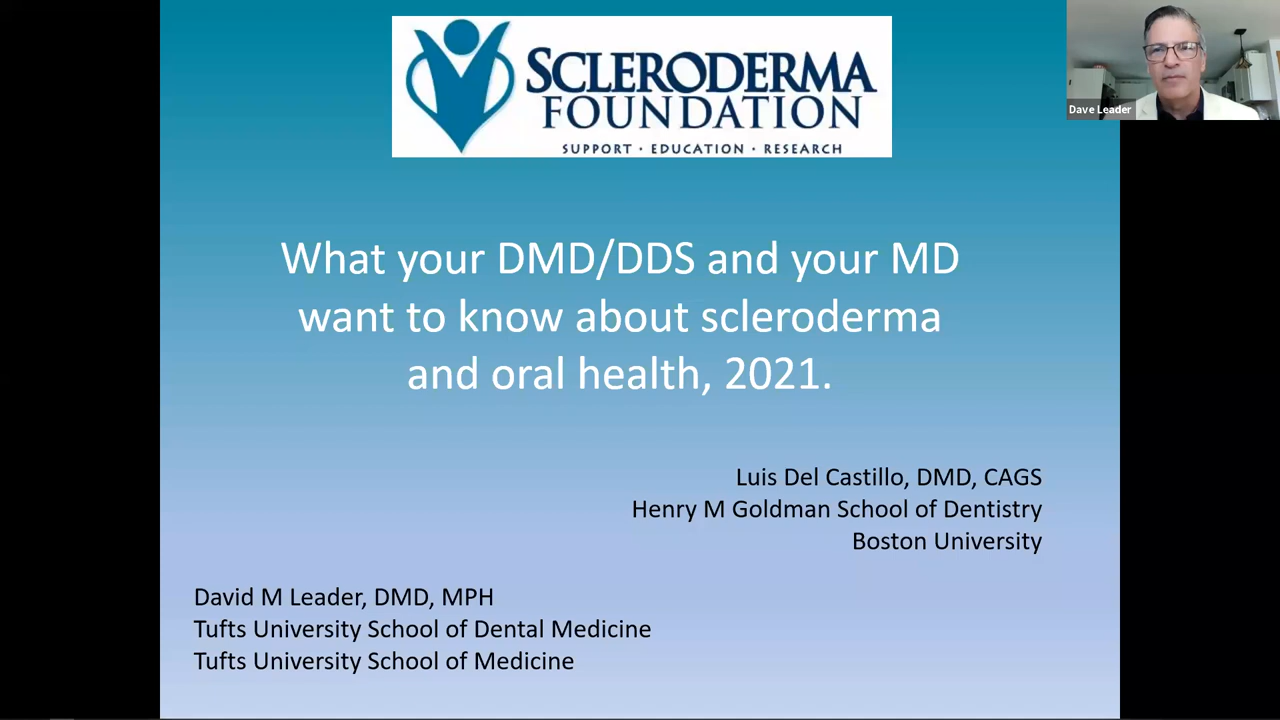 SCLERODERMA
FOUNDATION
SUPPORT · EDUCATION · RESEARCH
Dave Leader
What your DMD/DDS and your MD
want to know about scleroderma
and oral health, 2021.
Luis Del Castillo, DMD, CAGS
Henry M Goldman School of Dentistry
Boston University
David M Leader, DMD, MPH
Tufts University School of Dental Medicine
Tufts University School of Medicine